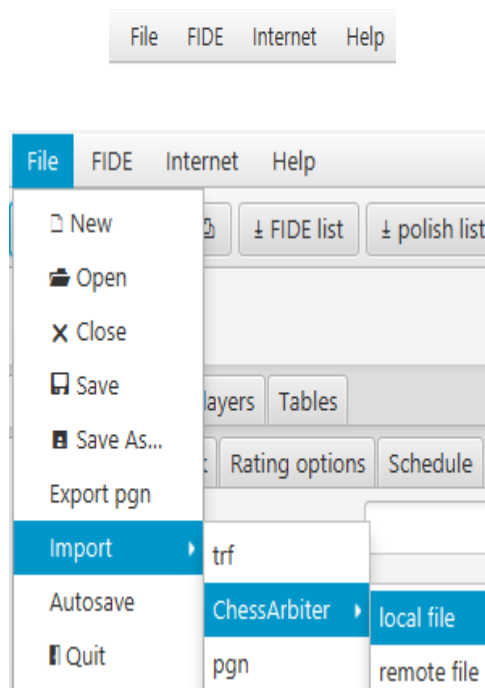 File FIDE Internet Help
File FIDE Internet Help
New
FIDE list polish list
Open
Close
Save
layers Tables
Save As...
Rating options Schedule
Export pgn
Import
trf
Autosave
ChessArbiter local file
Quit
pgn remote file